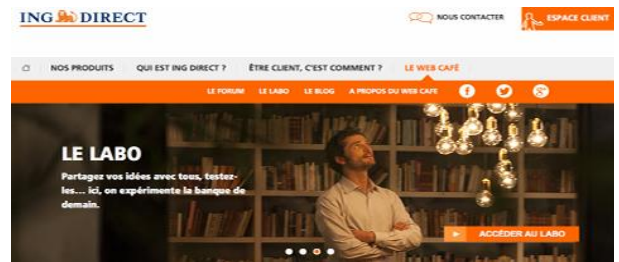 ING DIRECT
NOUS CONTACTER
ESPACE CLIENT
NOS PRODUITS
QUI EST ING DIRECT ?
ÊTRE CLIENT, C'EST COMMENT ?
LE WEB CAFÉ
LE FORUM
LE LABO
LE BLOG
A PROPOS DU WEB CAFE
LE LABO
Partagez vos idées avec tous, testez-
les... ici, on expérimente la banque de
demain.
ACCÉDER AU LABO